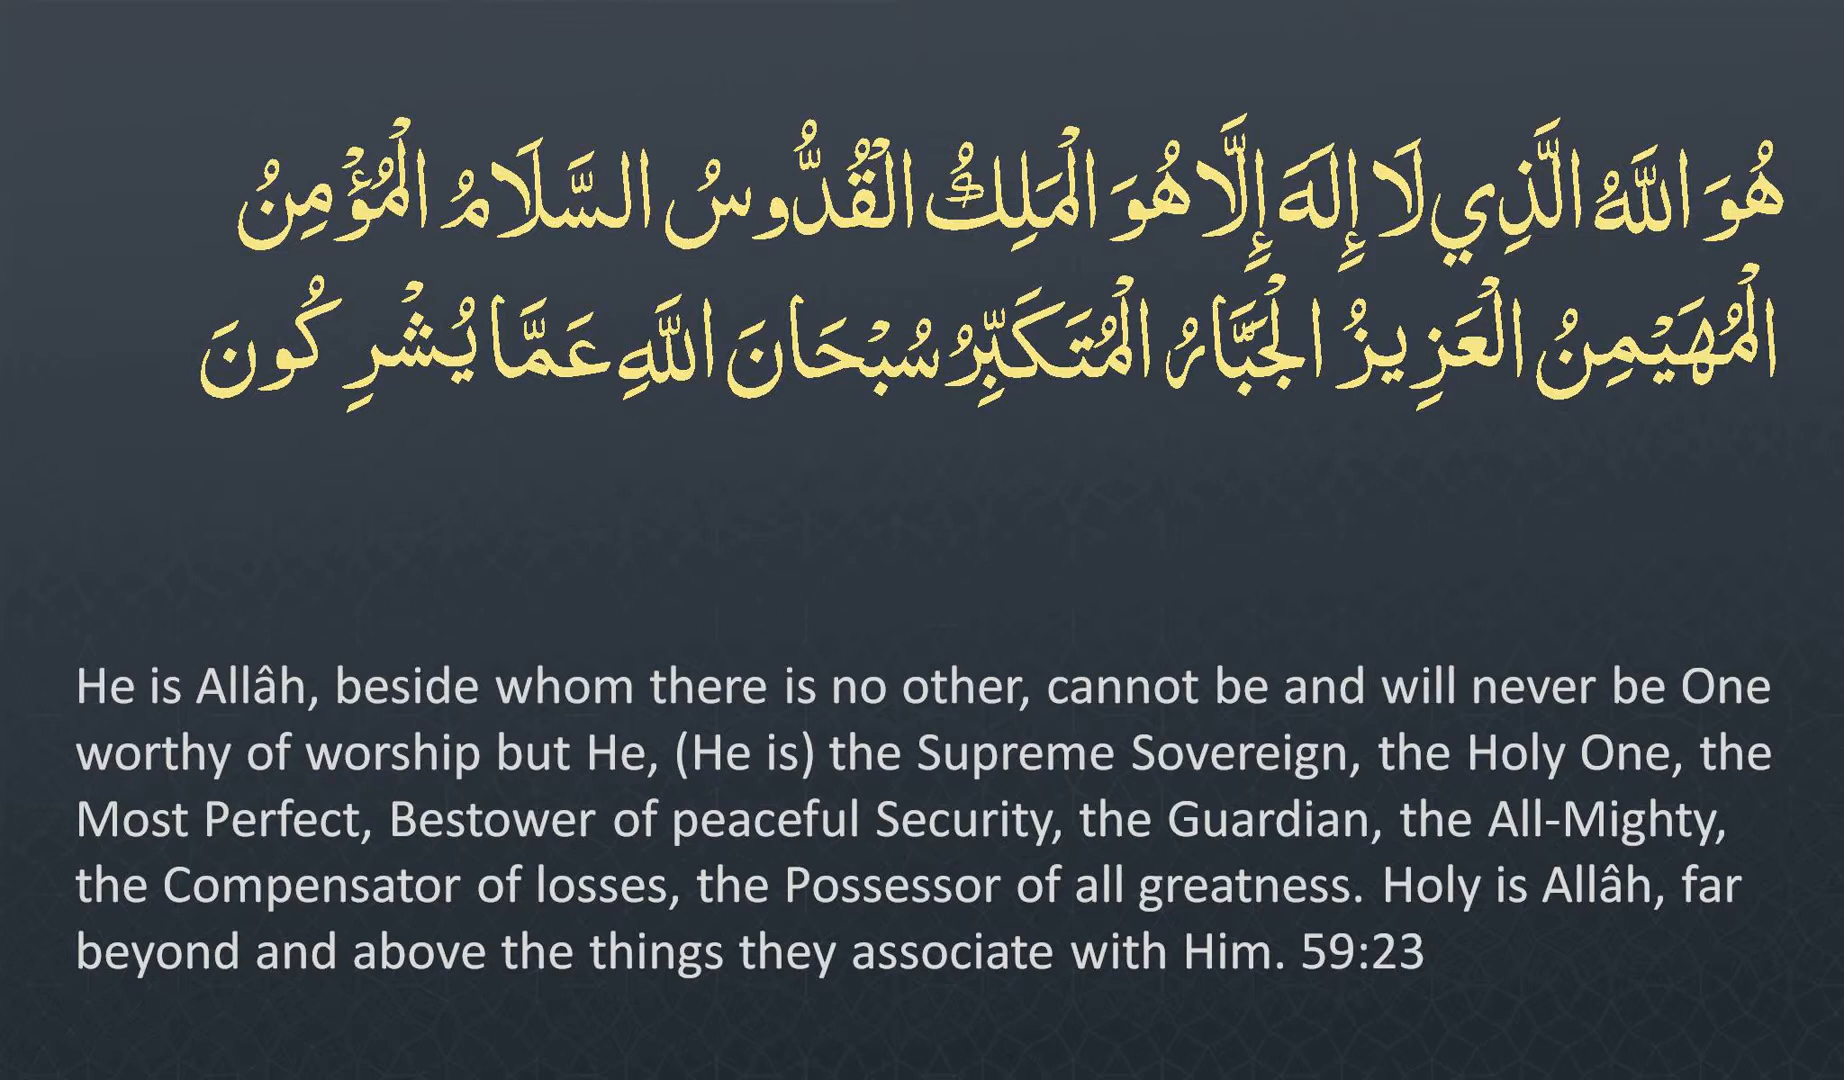 هُوَ اللَّهُ الَّذِي لَا إِلَهَ إِلَّا هُوَ الْمَلِكُ الْقُدُّوسُ السَّلَامُ الْمُؤْمِنُ
الْمُهَيْمِنُ الْعَزِيزُ الْجَبَّارُ الْمُتَكَبِّرُ سُبْحَانَ اللَّهِ عَمَّا يُشْرِكُونَ
He is Allâh, beside whom there is no other, cannot be and will never be One
worthy of worship but He, (He is) the Supreme Sovereign, the Holy One, the
Most Perfect, Bestower of peaceful Security, the Guardian, the All-Mighty,
the Compensator of losses, the Possessor of all greatness. Holy is Allâh, far
beyond and above the things they associate with Him. 59:23